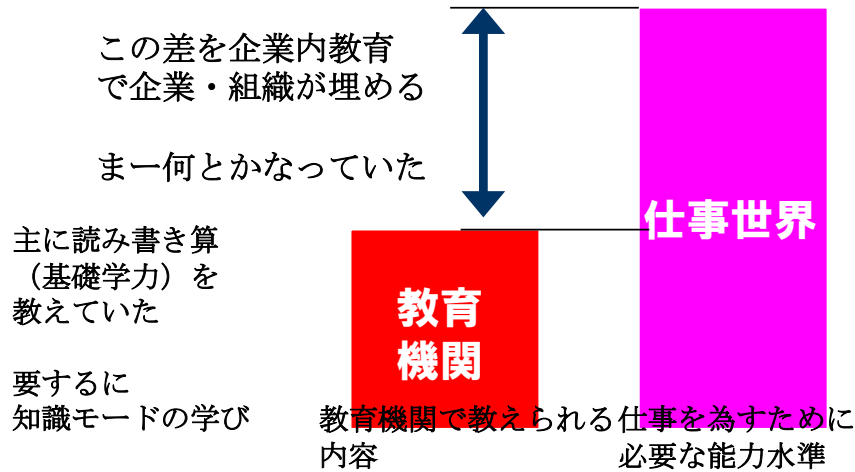 この差を企業内教育
で企業・組織が埋める
まー何とかなっていた
仕事世界
主に読み書き算
（基礎学力）を
教えていた
教育
機関
要するに
知識モードの学び
教育機関で教えられる
内容
仕事を為すために
必要な能力水準